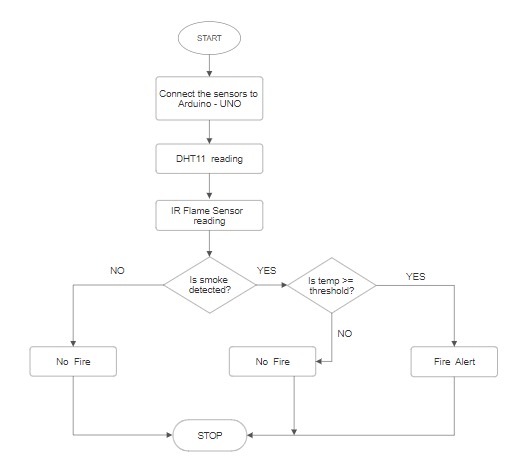 START
Connect the sensors to
Arduino - UNO
DHT11 reading
IR Flame Sensor
reading
Is smoke
detected?
NO
YES
Is temp >=
threshold?
YES
NO
No Fire
No Fire
Fire Alert
STOP